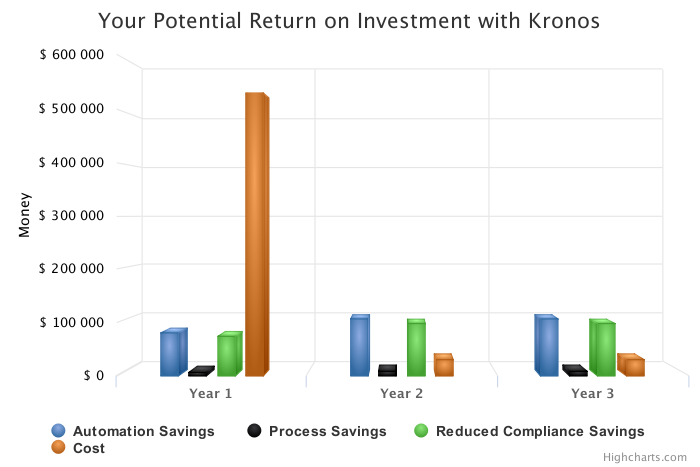 Your Potential Return on Investment with Kronos
$ 600 000
$ 500 000
$ 400 000
$ 300 000
$ 200 000
$ 100 000
$ 0
Money
Year 1
Year 2
Year 3
Automation Savings
Process Savings
Reduced Compliance Savings
Cost
Highcharts.com